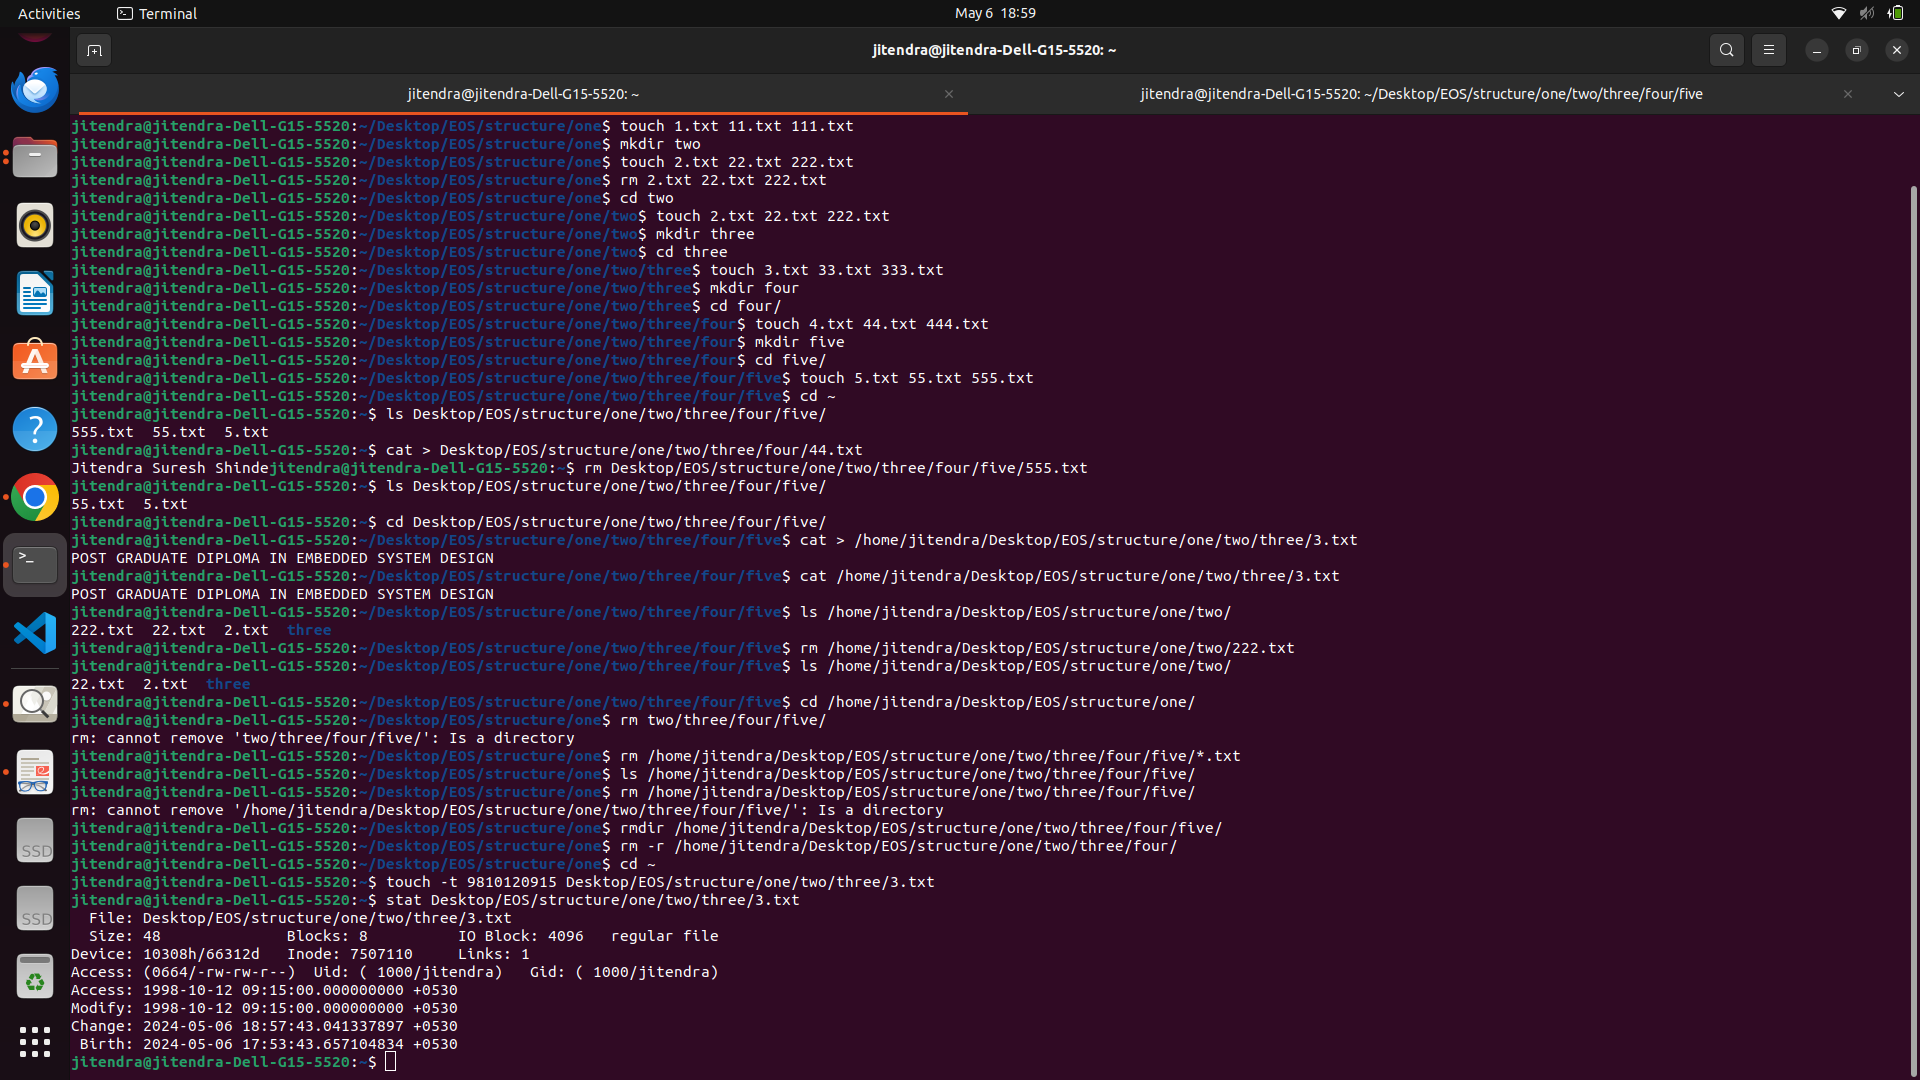 Activities
Terminal
May 6 18:59
jitendra@jitendra-Dell-G15-5520: ~
jitendra@jitendra-Dell-G15-5520: ~
jitendra@jitendra-Dell-G15-5520: ~/Desktop/EOS/structure/one/two/three/four/five
jitendra@jitendra-Dell-G15-5520:~/Desktop/EOS/structure/one$ touch 1.txt 11.txt 111.txt
jitendra@jitendra-Dell-G15-5520:~/Desktop/EOS/structure/one$ mkdir two
jitendra@jitendra-Dell-G15-5520:~/Desktop/EOS/structure/one$ touch 2.txt 22.txt 222.txt
jitendra@jitendra-Dell-G15-5520:~/Desktop/EOS/structure/one$ rm 2.txt 22.txt 222.txt
jitendra@jitendra-Dell-G15-5520:~/Desktop/EOS/structure/one$ cd two
jitendra@jitendra-Dell-G15-5520:~/Desktop/EOS/structure/one/two$ touch 2.txt 22.txt 222.txt
jitendra@jitendra-Dell-G15-5520:~/Desktop/EOS/structure/one/two$ mkdir three
jitendra@jitendra-Dell-G15-5520:~/Desktop/EOS/structure/one/two$ cd three
jitendra@jitendra-Dell-G15-5520:~/Desktop/EOS/structure/one/two/three$ touch 3.txt 33.txt 333.txt
jitendra@jitendra-Dell-G15-5520:~/Desktop/EOS/structure/one/two/three$ mkdir four
jitendra@jitendra-Dell-G15-5520:~/Desktop/EOS/structure/one/two/three$ cd four/
jitendra@jitendra-Dell-G15-5520:~/Desktop/EOS/structure/one/two/three/four$ touch 4.txt 44.txt 444.txt
jitendra@jitendra-Dell-G15-5520:~/Desktop/EOS/structure/one/two/three/four$ mkdir five
jitendra@jitendra-Dell-G15-5520:~/Desktop/EOS/structure/one/two/three/four$ cd five/
jitendra@jitendra-Dell-G15-5520:~/Desktop/EOS/structure/one/two/three/four/five$ touch 5.txt 55.txt 555.txt
jitendra@jitendra-Dell-G15-5520:~/Desktop/EOS/structure/one/two/three/four/five$ cd ~
jitendra@jitendra-Dell-G15-5520:~$ ls Desktop/EOS/structure/one/two/three/four/five/
555.txt  55.txt  5.txt
jitendra@jitendra-Dell-G15-5520:~$ cat > Desktop/EOS/structure/one/two/three/four/44.txt
Jitendra Suresh Shindejitendra@jitendra-Dell-G15-5520:~$ rm Desktop/EOS/structure/one/two/three/four/five/555.txt
jitendra@jitendra-Dell-G15-5520:~$ ls Desktop/EOS/structure/one/two/three/four/five/
55.txt  5.txt
jitendra@jitendra-Dell-G15-5520:~$ cd Desktop/EOS/structure/one/two/three/four/five/
jitendra@jitendra-Dell-G15-5520:~/Desktop/EOS/structure/one/two/three/four/five$ cat > /home/jitendra/Desktop/EOS/structure/one/two/three/3.txt
POST GRADUATE DIPLOMA IN EMBEDDED SYSTEM DESIGN
jitendra@jitendra-Dell-G15-5520:~/Desktop/EOS/structure/one/two/three/four/five$ cat /home/jitendra/Desktop/EOS/structure/one/two/three/3.txt
POST GRADUATE DIPLOMA IN EMBEDDED SYSTEM DESIGN
jitendra@jitendra-Dell-G15-5520:~/Desktop/EOS/structure/one/two/three/four/five$ ls /home/jitendra/Desktop/EOS/structure/one/two/
222.txt  22.txt  2.txt  three
jitendra@jitendra-Dell-G15-5520:~/Desktop/EOS/structure/one/two/three/four/five$ rm /home/jitendra/Desktop/EOS/structure/one/two/222.txt
jitendra@jitendra-Dell-G15-5520:~/Desktop/EOS/structure/one/two/three/four/five$ ls /home/jitendra/Desktop/EOS/structure/one/two/
22.txt  2.txt  three
jitendra@jitendra-Dell-G15-5520:~/Desktop/EOS/structure/one/two/three/four/five$ cd /home/jitendra/Desktop/EOS/structure/one/
jitendra@jitendra-Dell-G15-5520:~/Desktop/EOS/structure/one$ rm two/three/four/five/
rm: cannot remove 'two/three/four/five/': Is a directory
jitendra@jitendra-Dell-G15-5520:~/Desktop/EOS/structure/one$ rm /home/jitendra/Desktop/EOS/structure/one/two/three/four/five/*.txt
jitendra@jitendra-Dell-G15-5520:~/Desktop/EOS/structure/one$ ls /home/jitendra/Desktop/EOS/structure/one/two/three/four/five/
jitendra@jitendra-Dell-G15-5520:~/Desktop/EOS/structure/one$ rm /home/jitendra/Desktop/EOS/structure/one/two/three/four/five/
rm: cannot remove '/home/jitendra/Desktop/EOS/structure/one/two/three/four/five/': Is a directory
jitendra@jitendra-Dell-G15-5520:~/Desktop/EOS/structure/one$ rmdir /home/jitendra/Desktop/EOS/structure/one/two/three/four/five/
jitendra@jitendra-Dell-G15-5520:~/Desktop/EOS/structure/one$ rm -r /home/jitendra/Desktop/EOS/structure/one/two/three/four/
jitendra@jitendra-Dell-G15-5520:~/Desktop/EOS/structure/one$ cd ~
jitendra@jitendra-Dell-G15-5520:~$ touch -t 9810120915 Desktop/EOS/structure/one/two/three/3.txt
jitendra@jitendra-Dell-G15-5520:~$ stat Desktop/EOS/structure/one/two/three/3.txt
  File: Desktop/EOS/structure/one/two/three/3.txt
  Size: 48              Blocks: 8          IO Block: 4096   regular file
Device: 10308h/66312d   Inode: 7507110     Links: 1
Access: (0664/-rw-rw-r--)  Uid: ( 1000/jitendra)   Gid: ( 1000/jitendra)
Access: 1998-10-12 09:15:00.000000000 +0530
Modify: 1998-10-12 09:15:00.000000000 +0530
Change: 2024-05-06 18:57:43.041337897 +0530
 Birth: 2024-05-06 17:53:43.657104834 +0530
jitendra@jitendra-Dell-G15-5520:~$
SSD
SSD